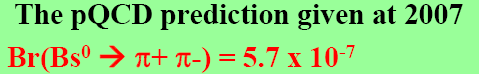 The pQCD prediction given at 2007
Br(Bs⁰ → π+ π-) = 5.7 x 10⁻⁷